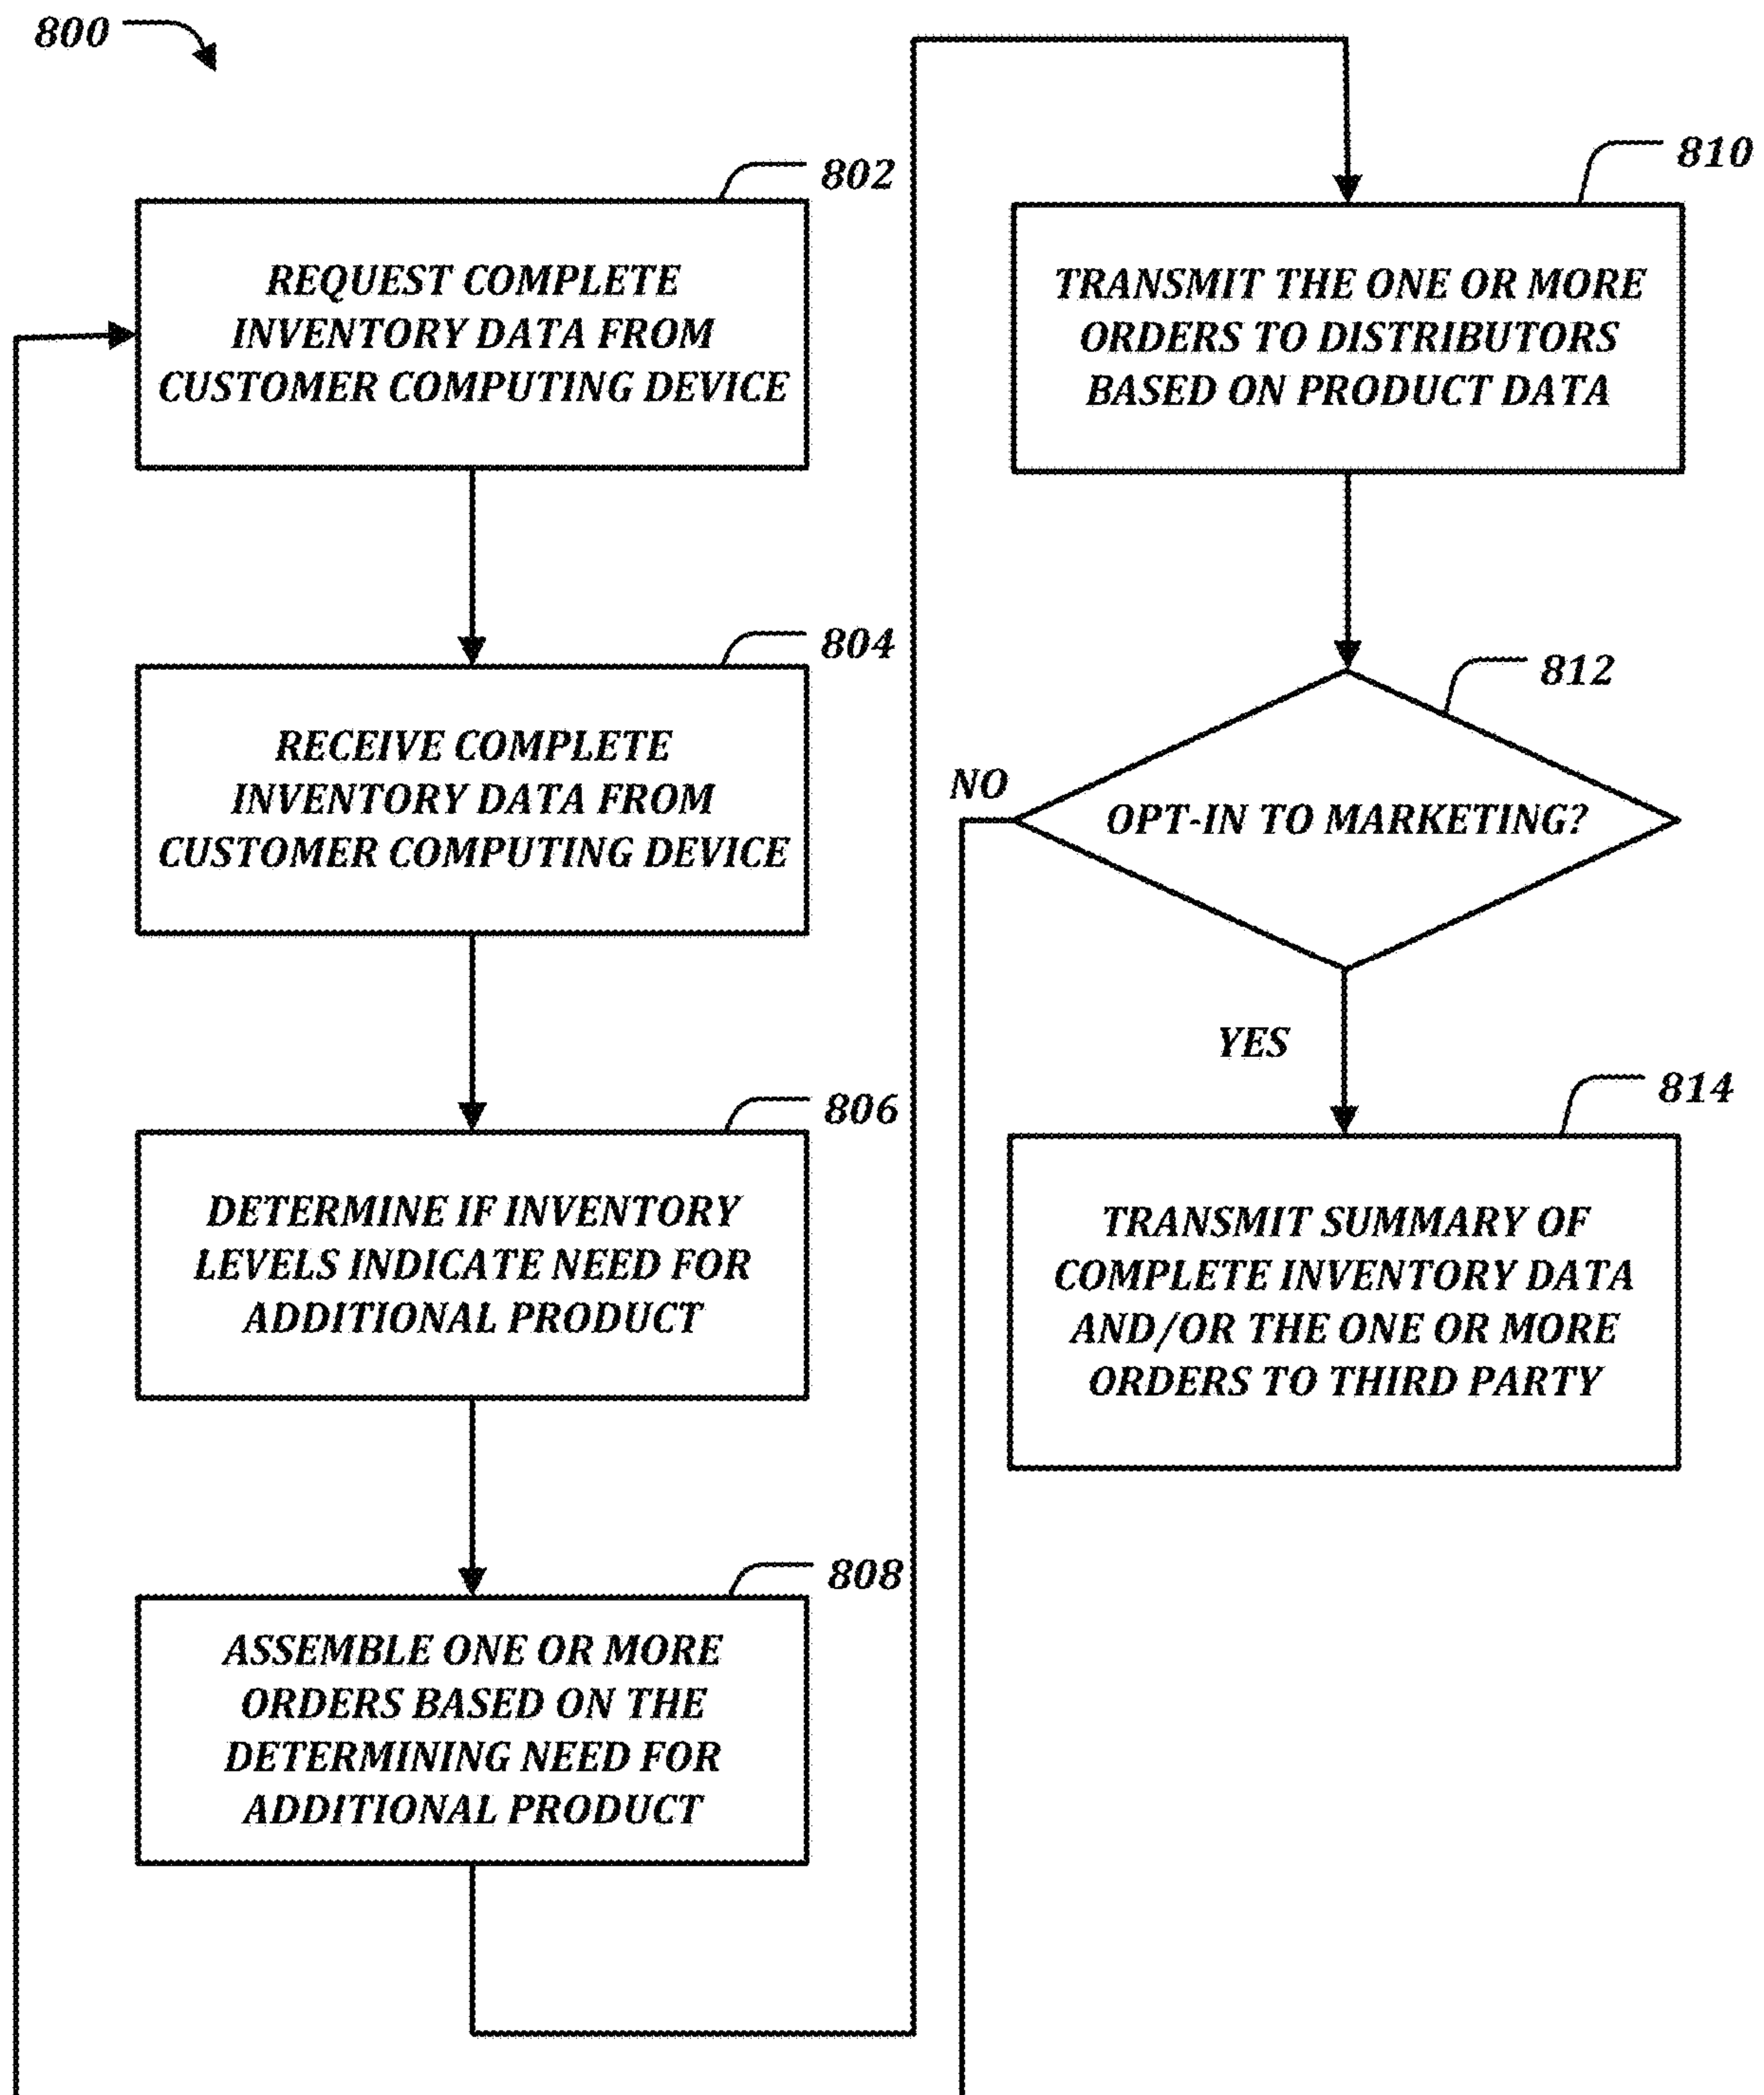 800
802
REQUEST COMPLETE
INVENTORY DATA FROM
CUSTOMER COMPUTING DEVICE
804
RECEIVE COMPLETE
INVENTORY DATA FROM
CUSTOMER COMPUTING DEVICE
806
DETERMINE IF INVENTORY
LEVELS INDICATE NEED FOR
ADDITIONAL PRODUCT
808
ASSEMBLE ONE OR MORE
ORDERS BASED ON THE
DETERMINING NEED FOR
ADDITIONAL PRODUCT
810
TRANSMIT THE ONE OR MORE
ORDERS TO DISTRIBUTORS
BASED ON PRODUCT DATA
812
NO
OPT-IN TO MARKETING?
YES
814
TRANSMIT SUMMARY OF
COMPLETE INVENTORY DATA
AND/OR THE ONE OR MORE
ORDERS TO THIRD PARTY